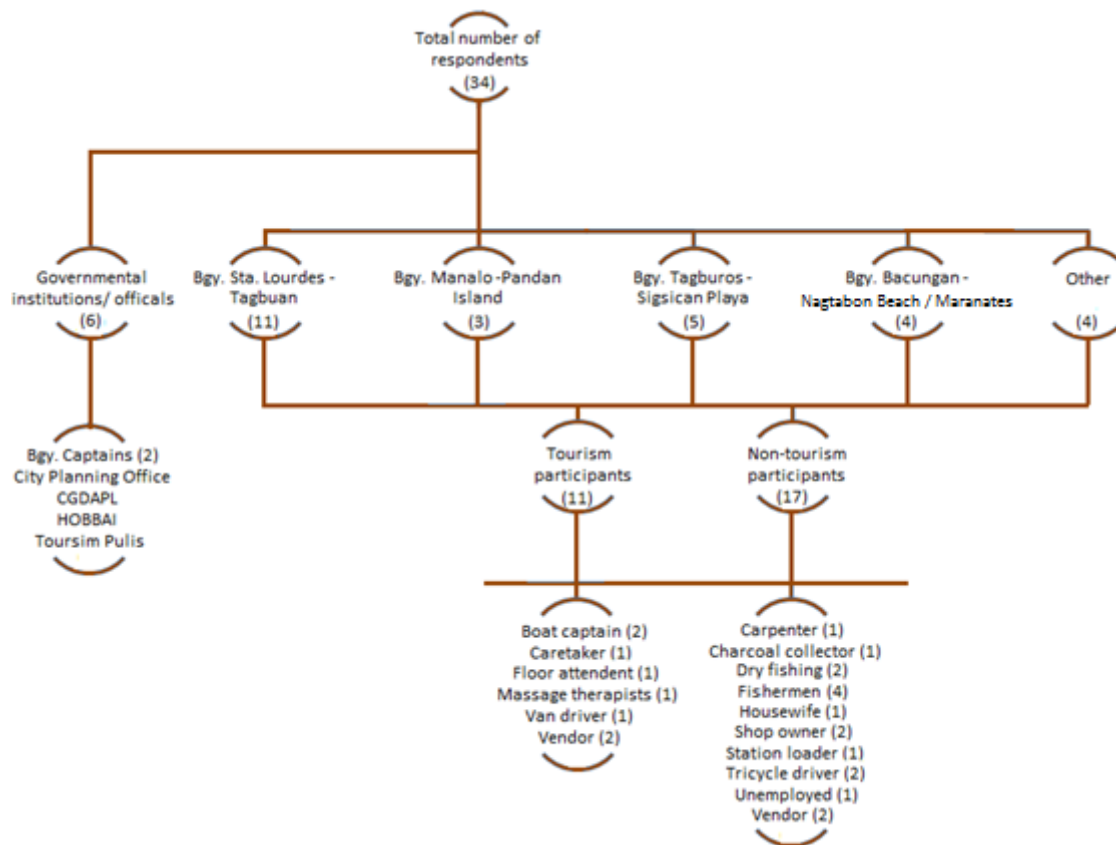 Total number of
respondents
(34)
Governmental
institutions/ officals
(6)
Bgy. Sta. Lourdes -
Tagbuan
(11)
Bgy. Manalo -Pandan
Island
(3)
Bgy. Tagburos -
Sigsican Playa
(5)
Bgy. Bacungan -
Nagtabon Beach / Maranates
(4)
Other
(4)
Bgy. Captains (2)
City Planning Office
CGDAPL
HOBBAI
Toursim Pulis
Tourism
participants
(11)
Non-tourism
participants
(17)
Boat captain (2)
Caretaker (1)
Floor attendent (1)
Massage therapists (1)
Van driver (1)
Vendor (2)
Carpenter (1)
Charcoal collector (1)
Dry fishing (2)
Fishermen (4)
Housewife (1)
Shop owner (2)
Station loader (1)
Tricycle driver (2)
Unemployed (1)
Vendor (2)